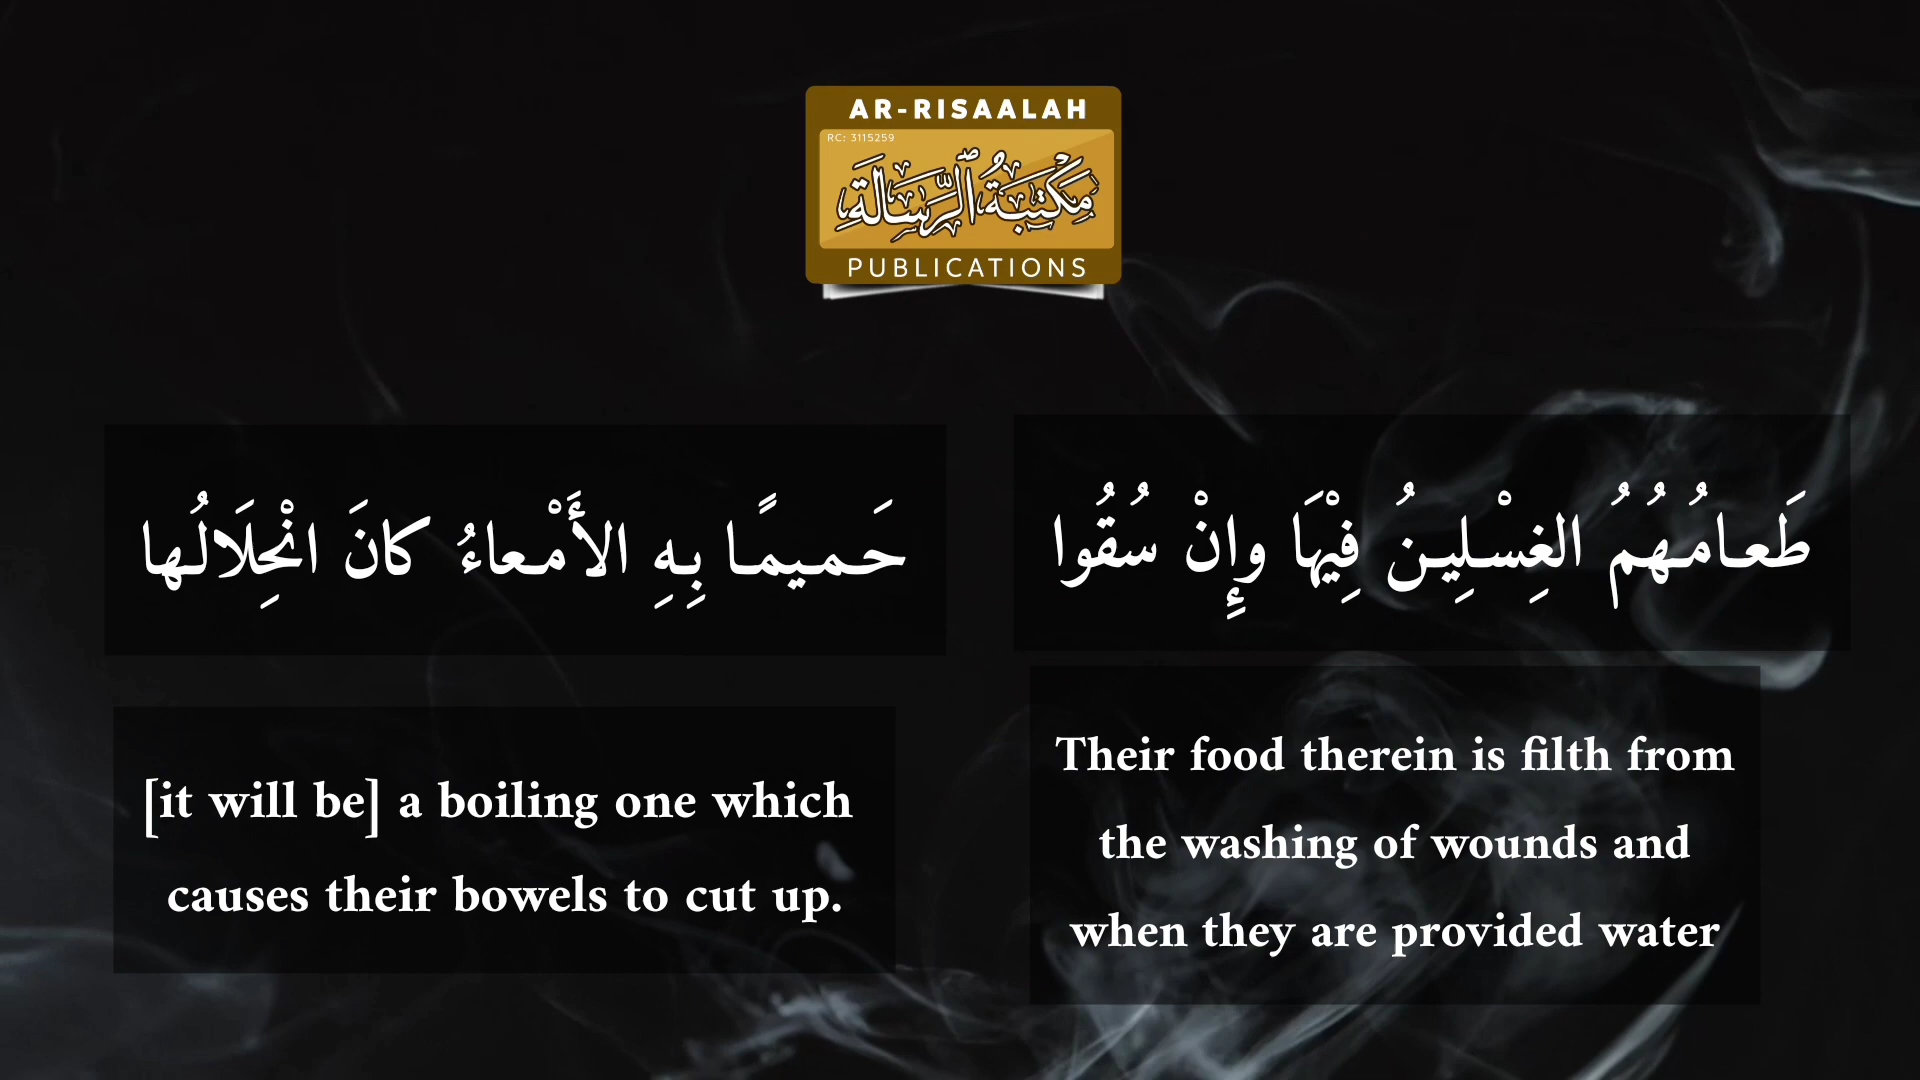 AR-RISAALAH
RC: 3115259
مَكْتَبَةُ الرِّسَالَةِ
PUBLICATIONS
طَعامُهُمُ الغِسْلِينُ فِيْهَا وإِنْ سُقُوا
حَميمًا بِهِ الأَمْعاءُ كانَ انْحِلَالُها
Their food therein is filth from
the washing of wounds and
when they are provided water
[it will be] a boiling one which
causes their bowels to cut up.